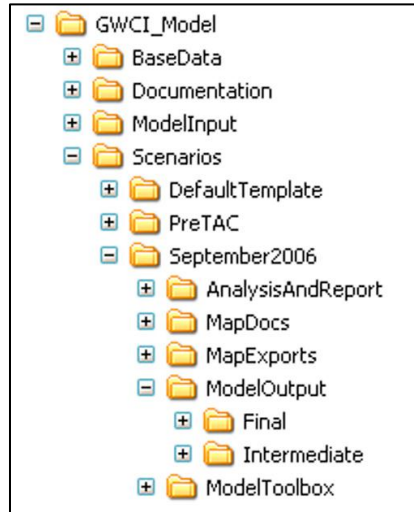 GWCI_Model
BaseData
Documentation
ModelInput
Scenarios
DefaultTemplate
PreTAC
September2006
AnalysisAndReport
MapDocs
MapExports
ModelOutput
Final
Intermediate
ModelToolbox